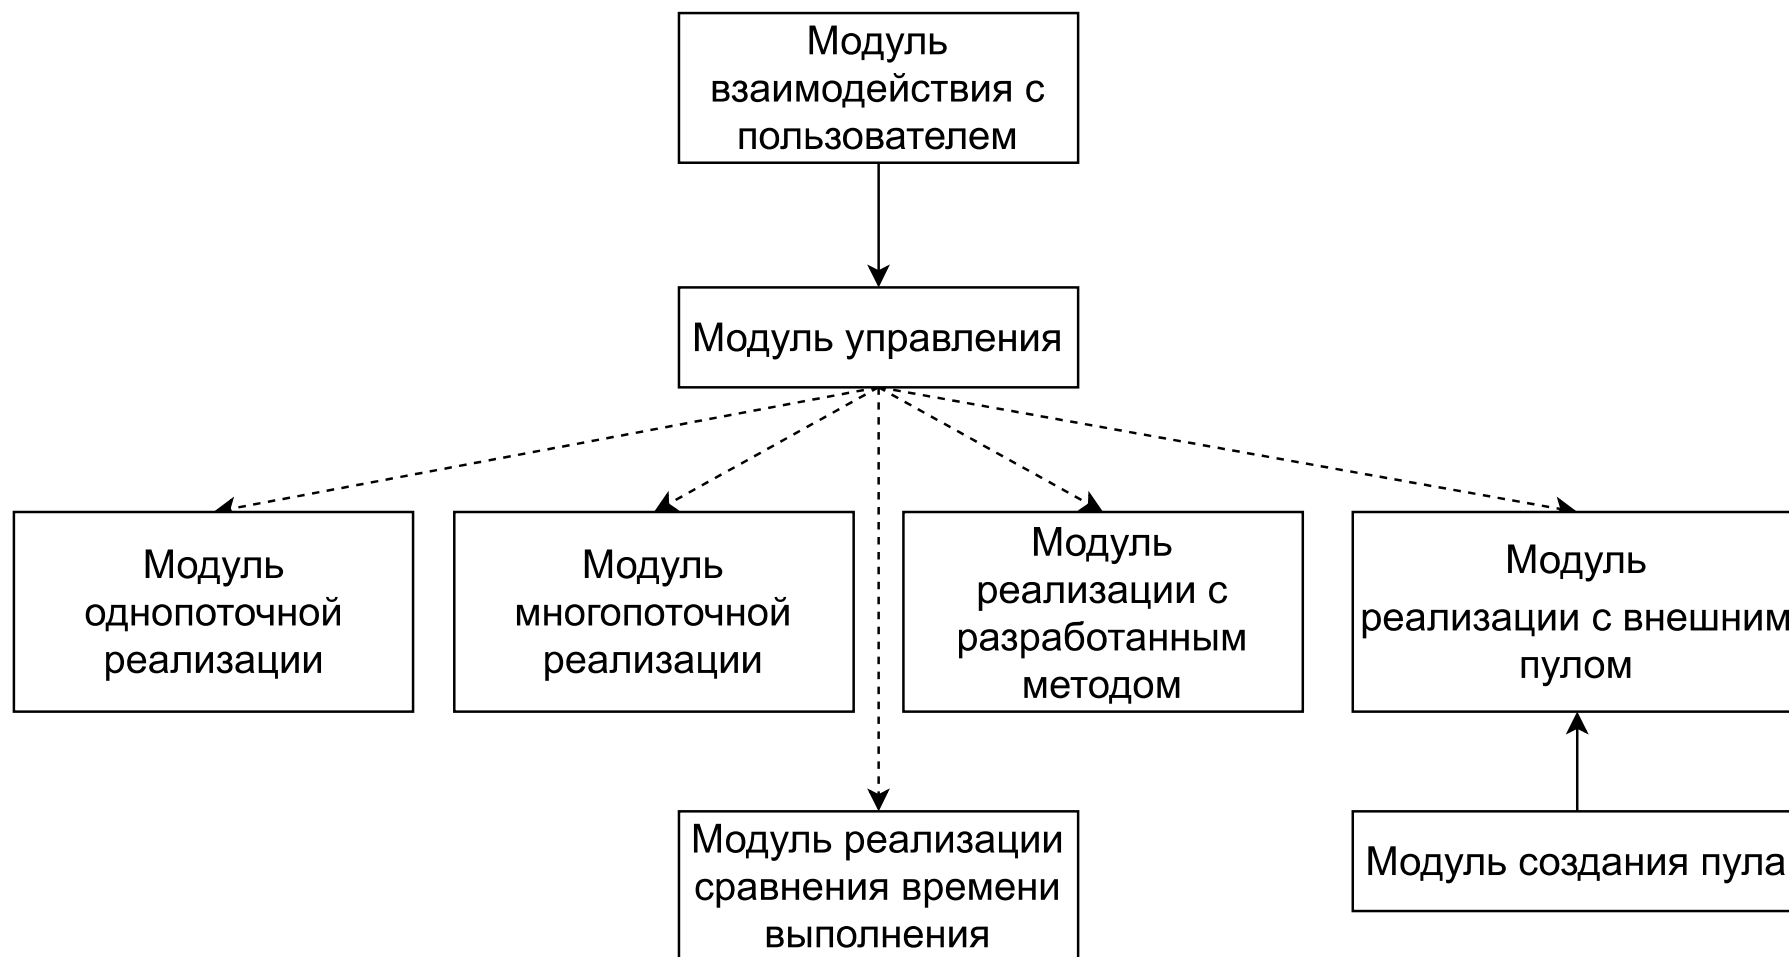 Модуль
взаимодействия с
пользователем
Модуль управления
Модуль
однопоточной
реализации
Модуль
многопоточной
реализации
Модуль
реализации с
разработанным
методом
Модуль
реализации с внешним
пулом
Модуль реализации
сравнения времени
выполнения
Модуль создания пула